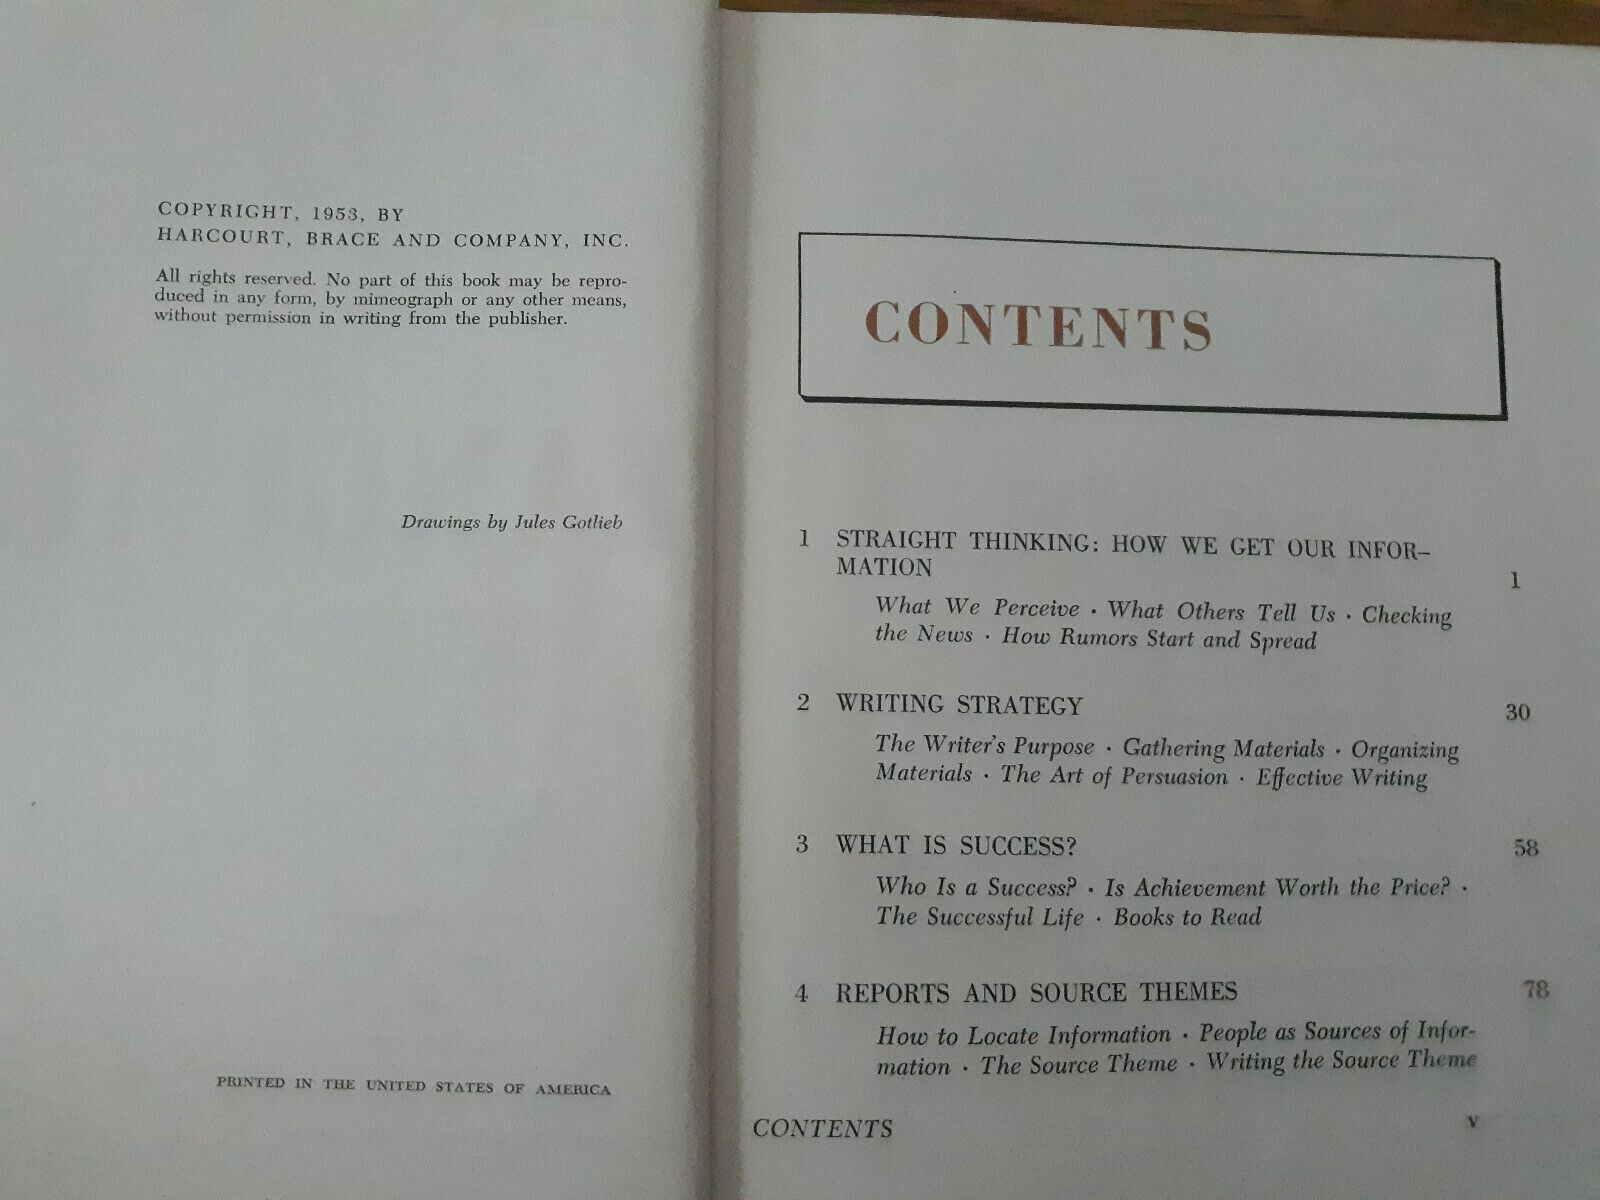 COPYRIGHT, 1953, BY
HARCOURT, BRACE AND COMPANY, INC.
All rights reserved. No part of this book may be repro-
duced in any form, by mimeograph or any other means,
without permission in writing from the publisher.
Drawings by Jules Gotlieb
PRINTED IN THE UNITED STATES OF AMERICA
CONTENTS
1 STRAIGHT THINKING: HOW WE GET OUR INFOR-
MATION 1
What We Perceive · What Others Tell Us · Checking
the News · How Rumors Start and Spread
2 WRITING STRATEGY 30
The Writer's Purpose · Gathering Materials · Organizing
Materials · The Art of Persuasion · Effective Writing
3 WHAT IS SUCCESS? 58
Who Is a Success? · Is Achievement Worth the Price? ·
The Successful Life · Books to Read
4 REPORTS AND SOURCE THEMES 78
How to Locate Information · People as Sources of Infor-
mation · The Source Theme · Writing the Source Theme
CONTENTS v